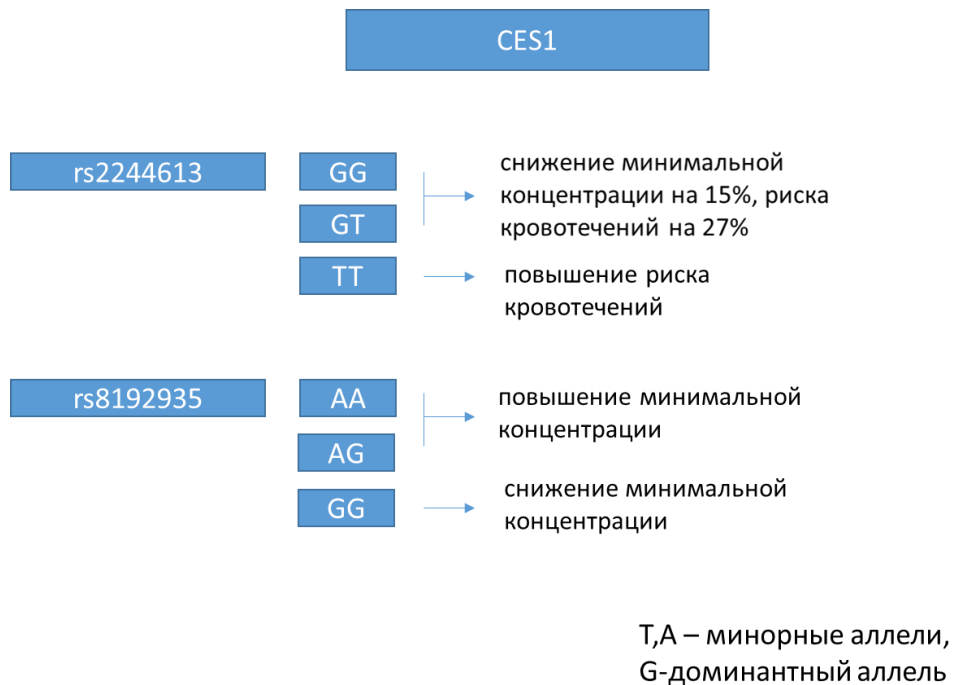 CES1
rs2244613
GG
GT
TT
снижение минимальной
концентрации на 15%, риска
кровотечений на 27%
повышение риска
кровотечений
rs8192935
AA
AG
GG
повышение минимальной
концентрации
снижение минимальной
концентрации
T,A – минорные аллели,
G-доминантный аллель